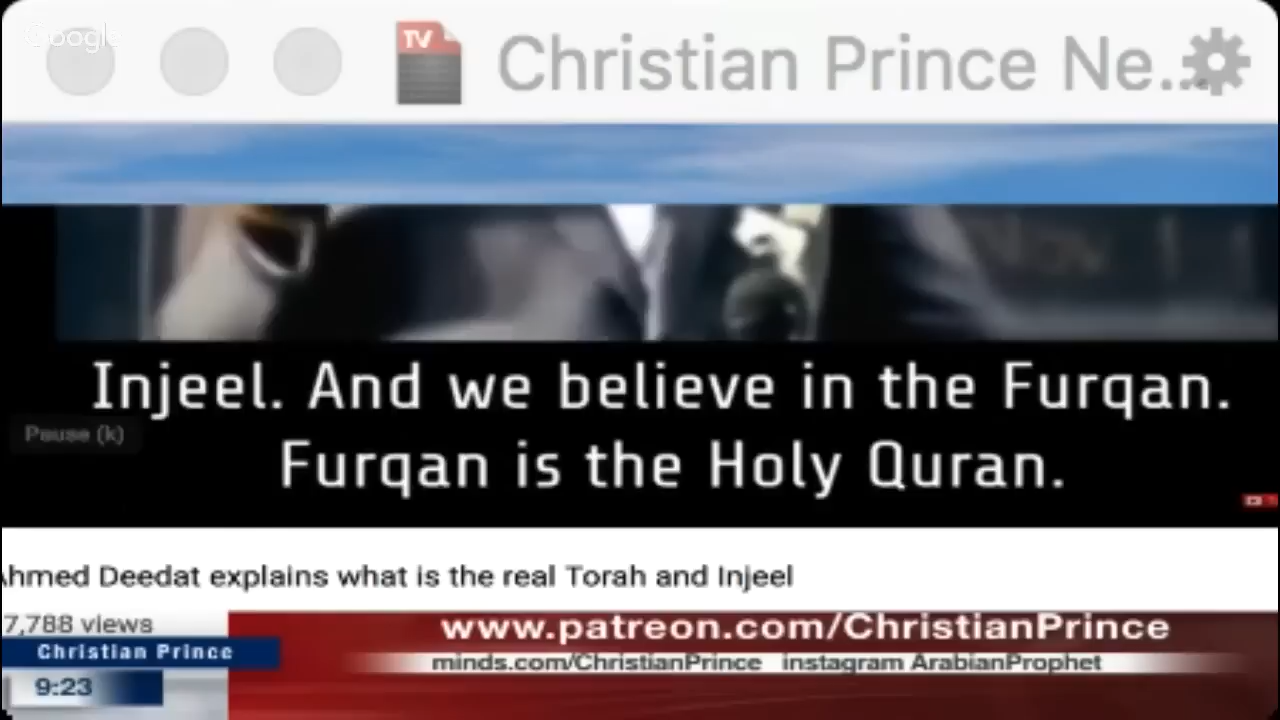 Google
TV
Christian Prince Ne...
Injeel. And we believe in the Furqan.
Pause (k)
Furqan is the Holy Quran.
Ahmed Deedat explains what is the real Torah and Injeel
7,788 views
www.patreon.com/ChristianPrince
Christian Prince
minds.com/ChristianPrince instagram ArabianProphet
9:23